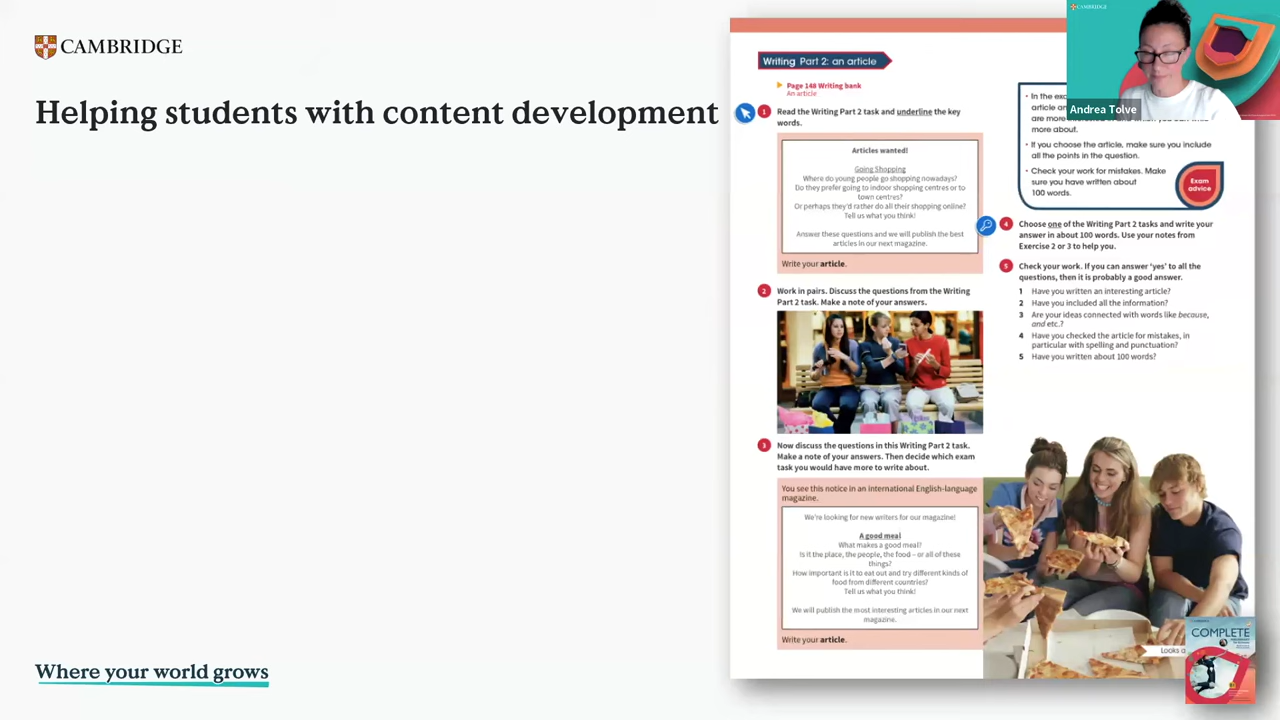 CAMBRIDGE
Helping students with content development
Where your world grows
Writing Part 2: an article
Page 148 Writing bank
An article
1 Read the Writing Part 2 task and underline the key
words.
Articles wanted!
Going Shopping
Where do young people go shopping nowadays?
Do they prefer going to indoor shopping centres or to
town centres?
Or perhaps they'd rather do all their shopping online?
Tell us what you think!
Answer these questions and we will publish the best
articles in our next magazine.
Write your article.
2 Work in pairs. Discuss the questions from the Writing
Part 2 task. Make a note of your answers.
3 Now discuss the questions in this Writing Part 2 task.
Make a note of your answers. Then decide which exam
task you would have more to write about.
You see this notice in an international English-language
magazine.
We're looking for new writers for our magazine!
A good meal
What makes a good meal?
Is it the place, the people, the food – or all of these
things?
How important is it to eat out and try different kinds of
food from different countries?
Tell us what you think!
We will publish the most interesting articles in our next
magazine.
Write your article.
• In the exa
article an
are more
more about.
• If you choose the article, make sure you include
all the points in the question.
• Check your work for mistakes. Make
sure you have written about
100 words.
Exam
advice
4 Choose one of the Writing Part 2 tasks and write your
answer in about 100 words. Use your notes from
Exercise 2 or 3 to help you.
5 Check your work. If you can answer 'yes' to all the
questions, then it is probably a good answer.
1 Have you written an interesting article?
2 Have you included all the information?
3 Are your ideas connected with words like because,
and etc.?
4 Have you checked the article for mistakes, in
particular with spelling and punctuation?
5 Have you written about 100 words?
Looks a
COMPLETE
CAMBRIDGE
Andrea Tolve